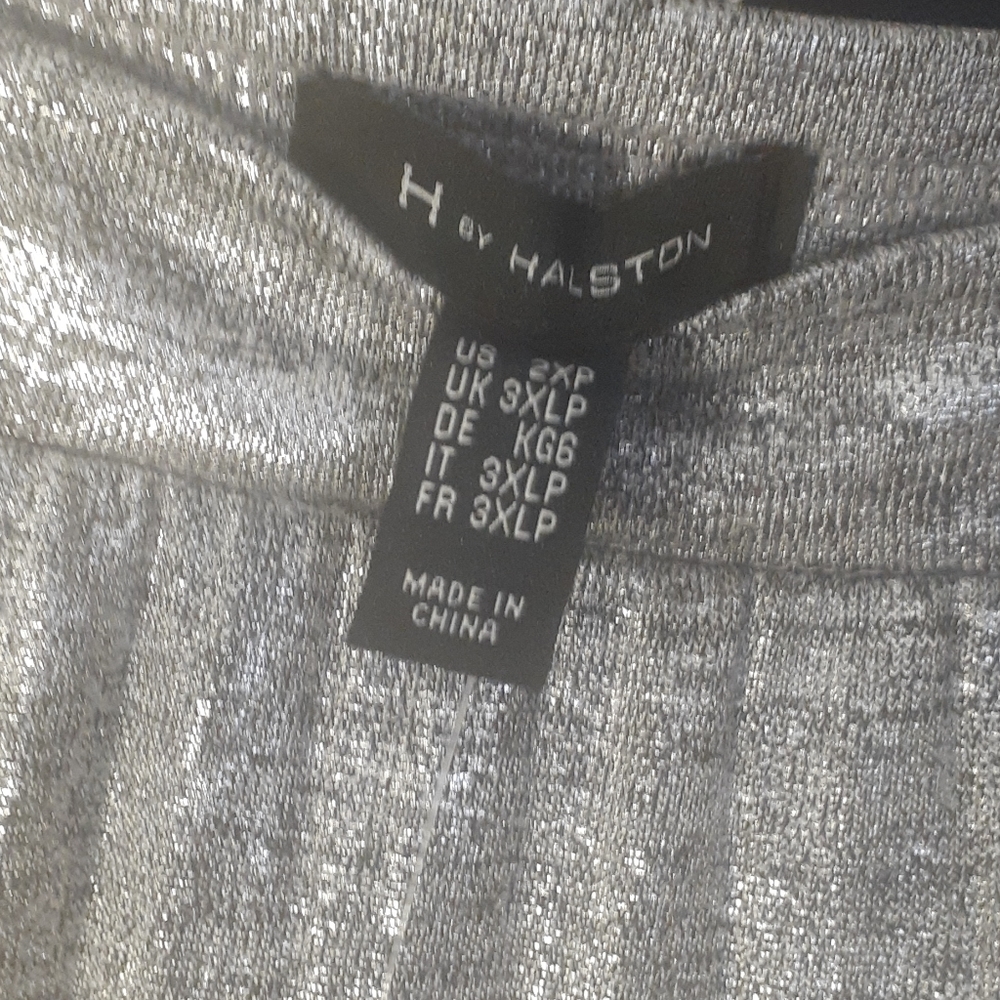 H BY HALSTON
US 2XP
UK 3XLP
DE KG6
IT 3XLP
FR 3XLP
MADE IN
CHINA